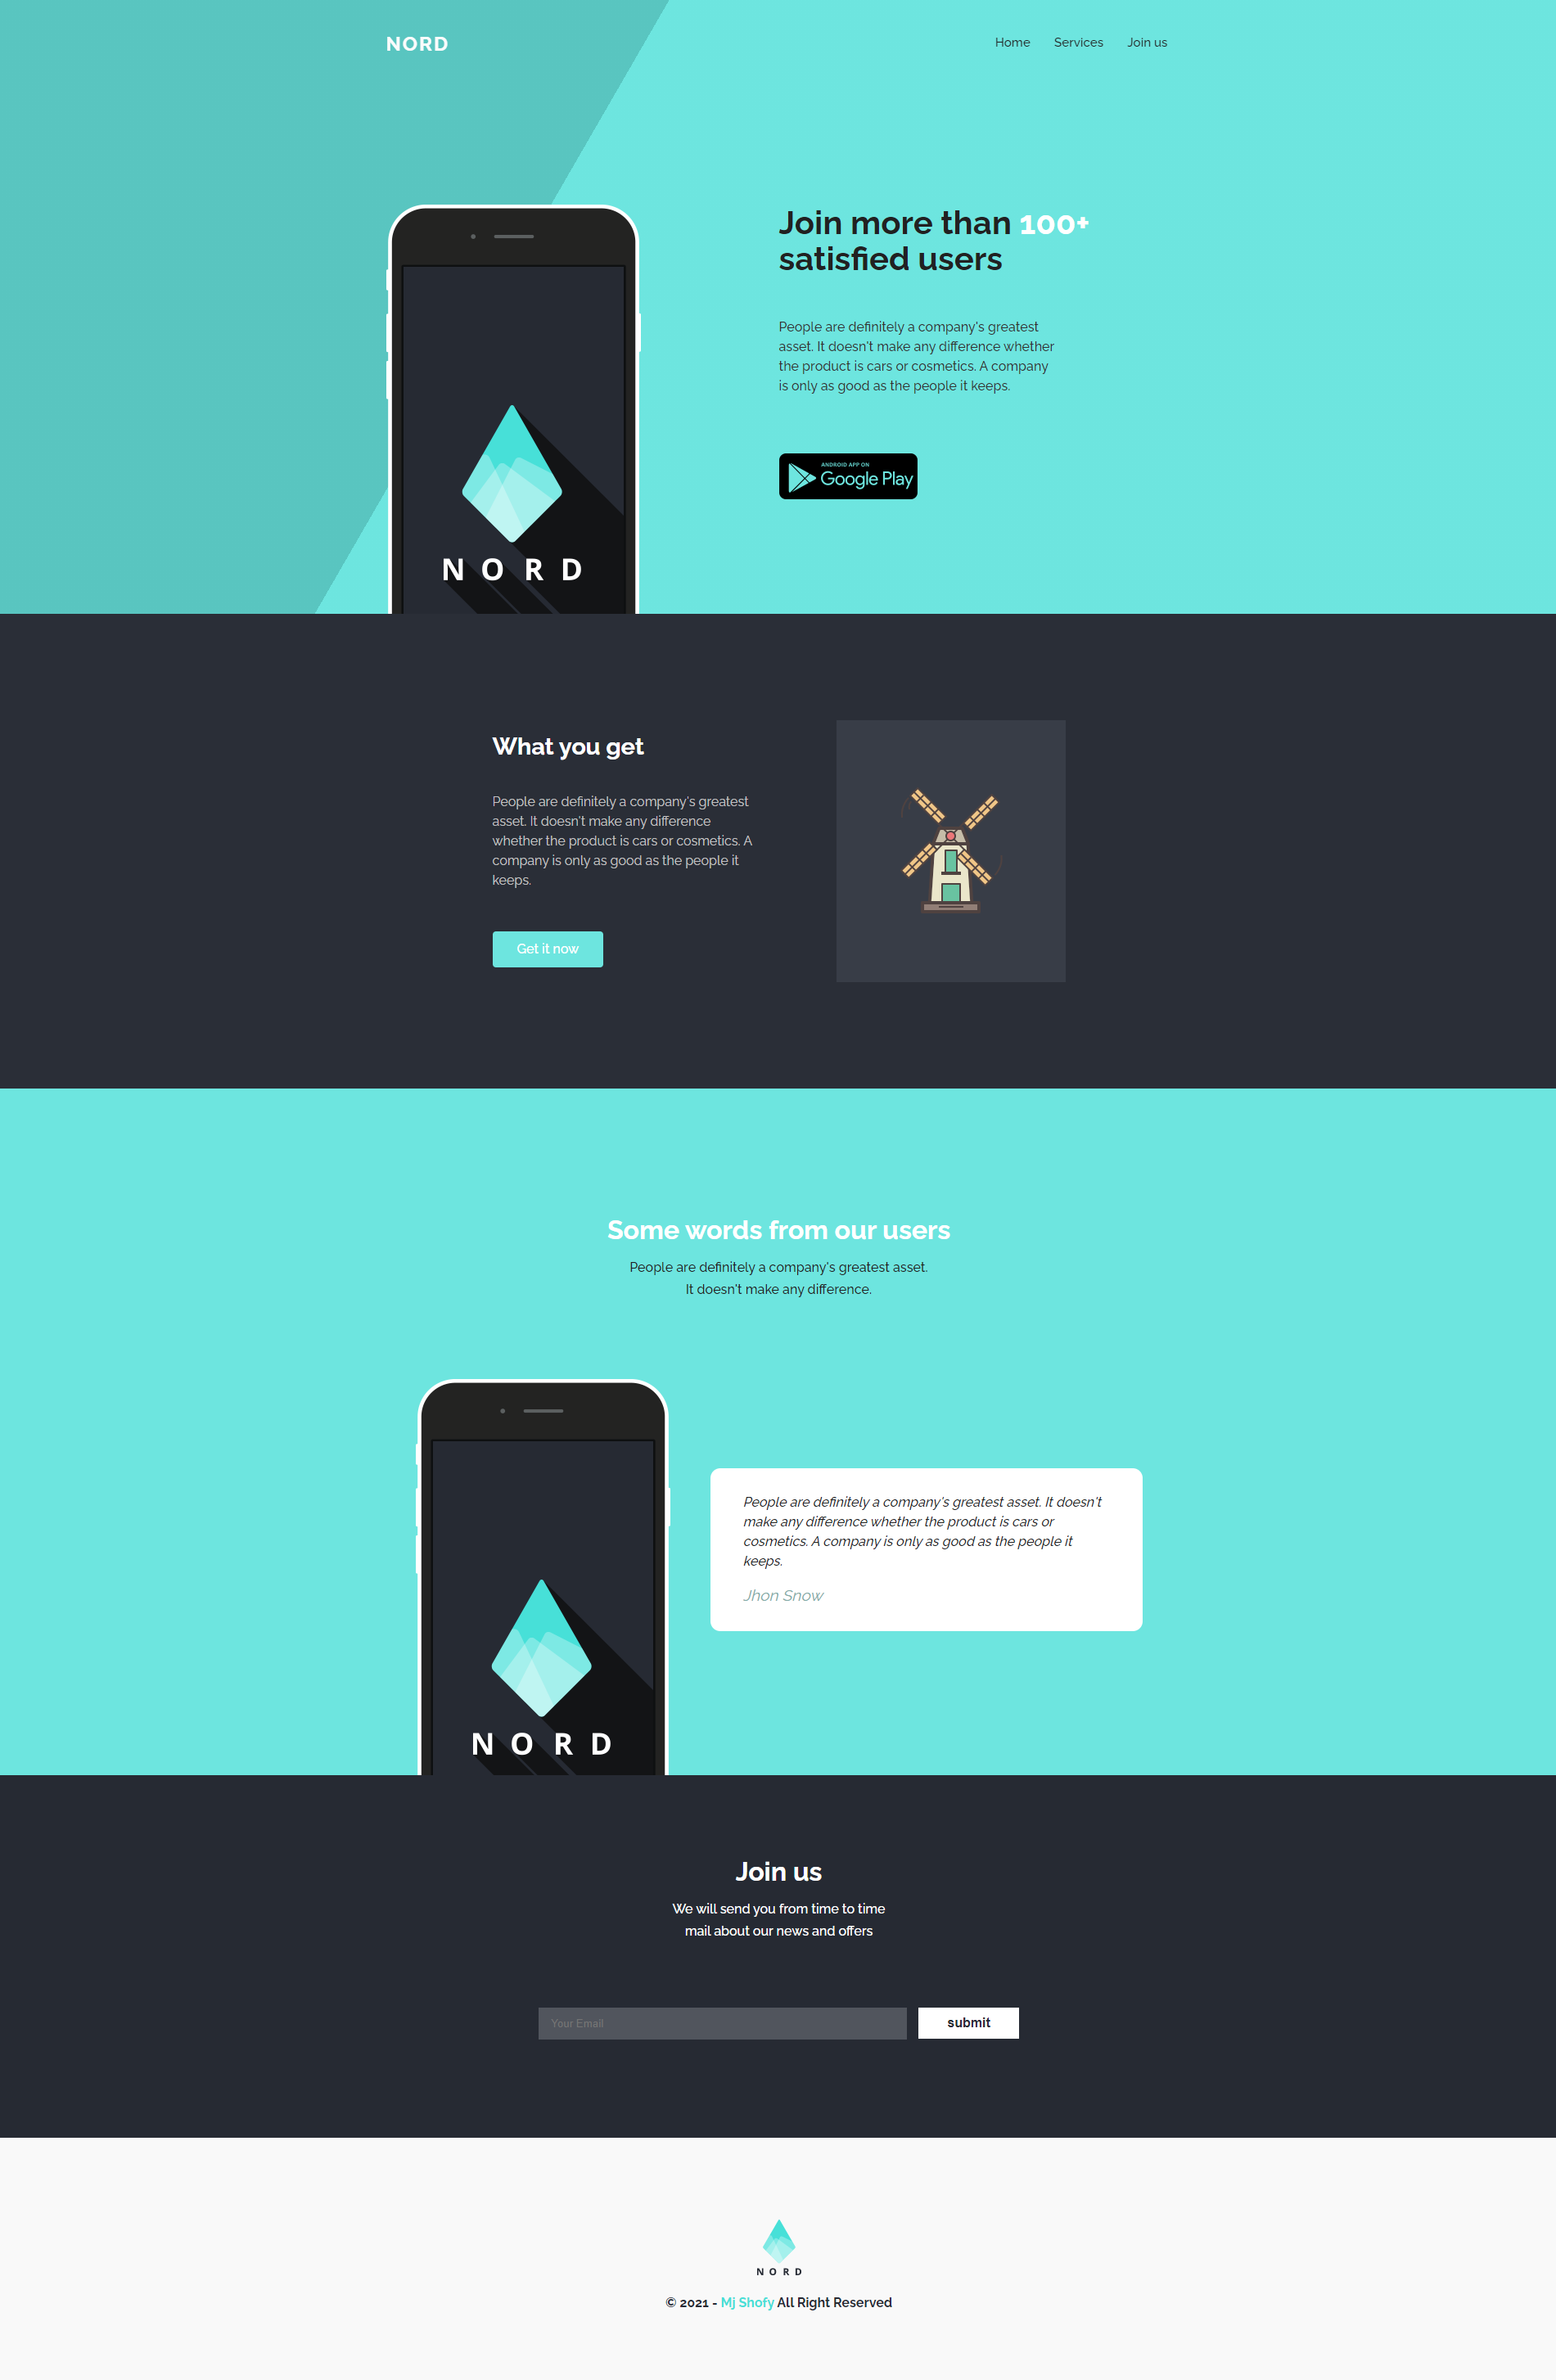 NORD
Home Services Join us
Join more than 100+
satisfied users
People are definitely a company's greatest
asset. It doesn't make any difference whether
the product is cars or cosmetics. A company
is only as good as the people it keeps.
ANDROID APP ON
Google Play
NORD
What you get
People are definitely a company's greatest
asset. It doesn't make any difference
whether the product is cars or cosmetics. A
company is only as good as the people it
keeps.
Get it now
Some words from our users
People are definitely a company's greatest asset.
It doesn't make any difference.
People are definitely a company's greatest asset. It doesn't
make any difference whether the product is cars or
cosmetics. A company is only as good as the people it
keeps.
Jhon Snow
NORD
Join us
We will send you from time to time
mail about our news and offers
Your Email
submit
NORD
© 2021 - Mj Shofy All Right Reserved